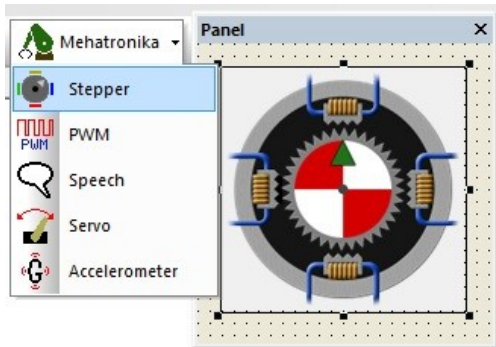 Mehatronika
Stepper
PWM
PWM
Speech
Servo
G
Accelerometer
Panel